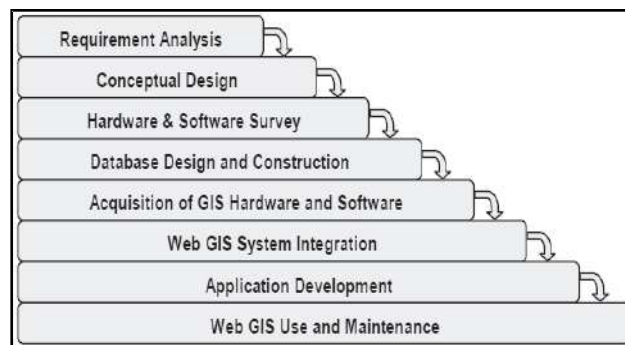 Requirement Analysis
Conceptual Design
Hardware & Software Survey
Database Design and Construction
Acquisition of GIS Hardware and Software
Web GIS System Integration
Application Development
Web GIS Use and Maintenance